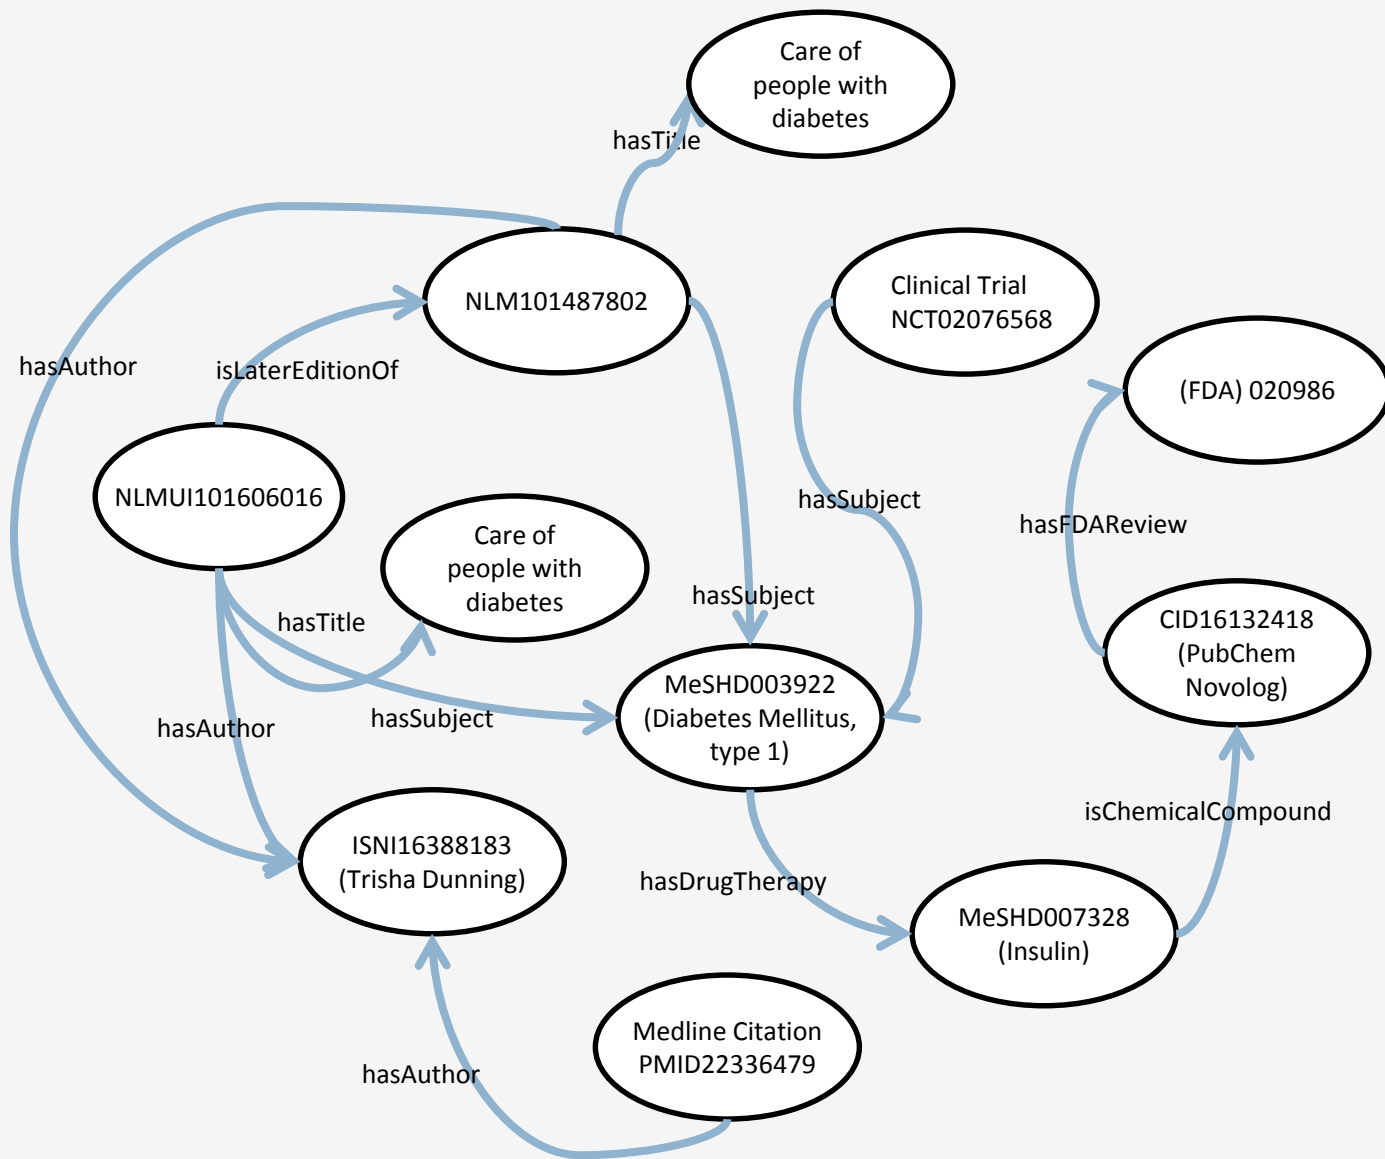 Care of
people with
diabetes
hasTitle
NLM101487802
Clinical Trial
NCT02076568
hasAuthor
isLaterEditionOf
(FDA) 020986
NLMUI101606016
hasSubject
hasFDAReview
Care of
people with
diabetes
hasTitle
hasSubject
CID16132418
(PubChem
Novolog)
hasAuthor
hasSubject
MeSHD003922
(Diabetes Mellitus,
type 1)
isChemicalCompound
ISNI16388183
(Trisha Dunning)
hasDrugTherapy
MeSHD007328
(Insulin)
Medline Citation
PMID22336479
hasAuthor